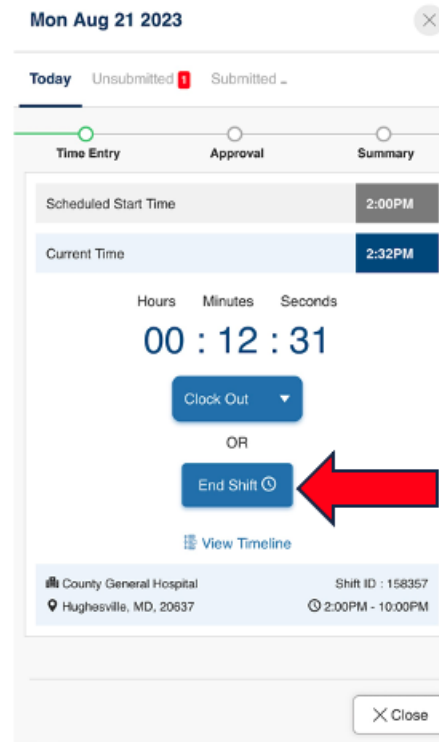 Mon Aug 21 2023
Today Unsubmitted 1 Submitted
Time Entry Approval Summary
Scheduled Start Time 2:00PM
Current Time 2:32PM
Hours Minutes Seconds
00 : 12 : 31
Clock Out
OR
End Shift
View Timeline
County General Hospital Shift ID : 158357
Hughesville, MD, 20637 2:00PM - 10:00PM
Close